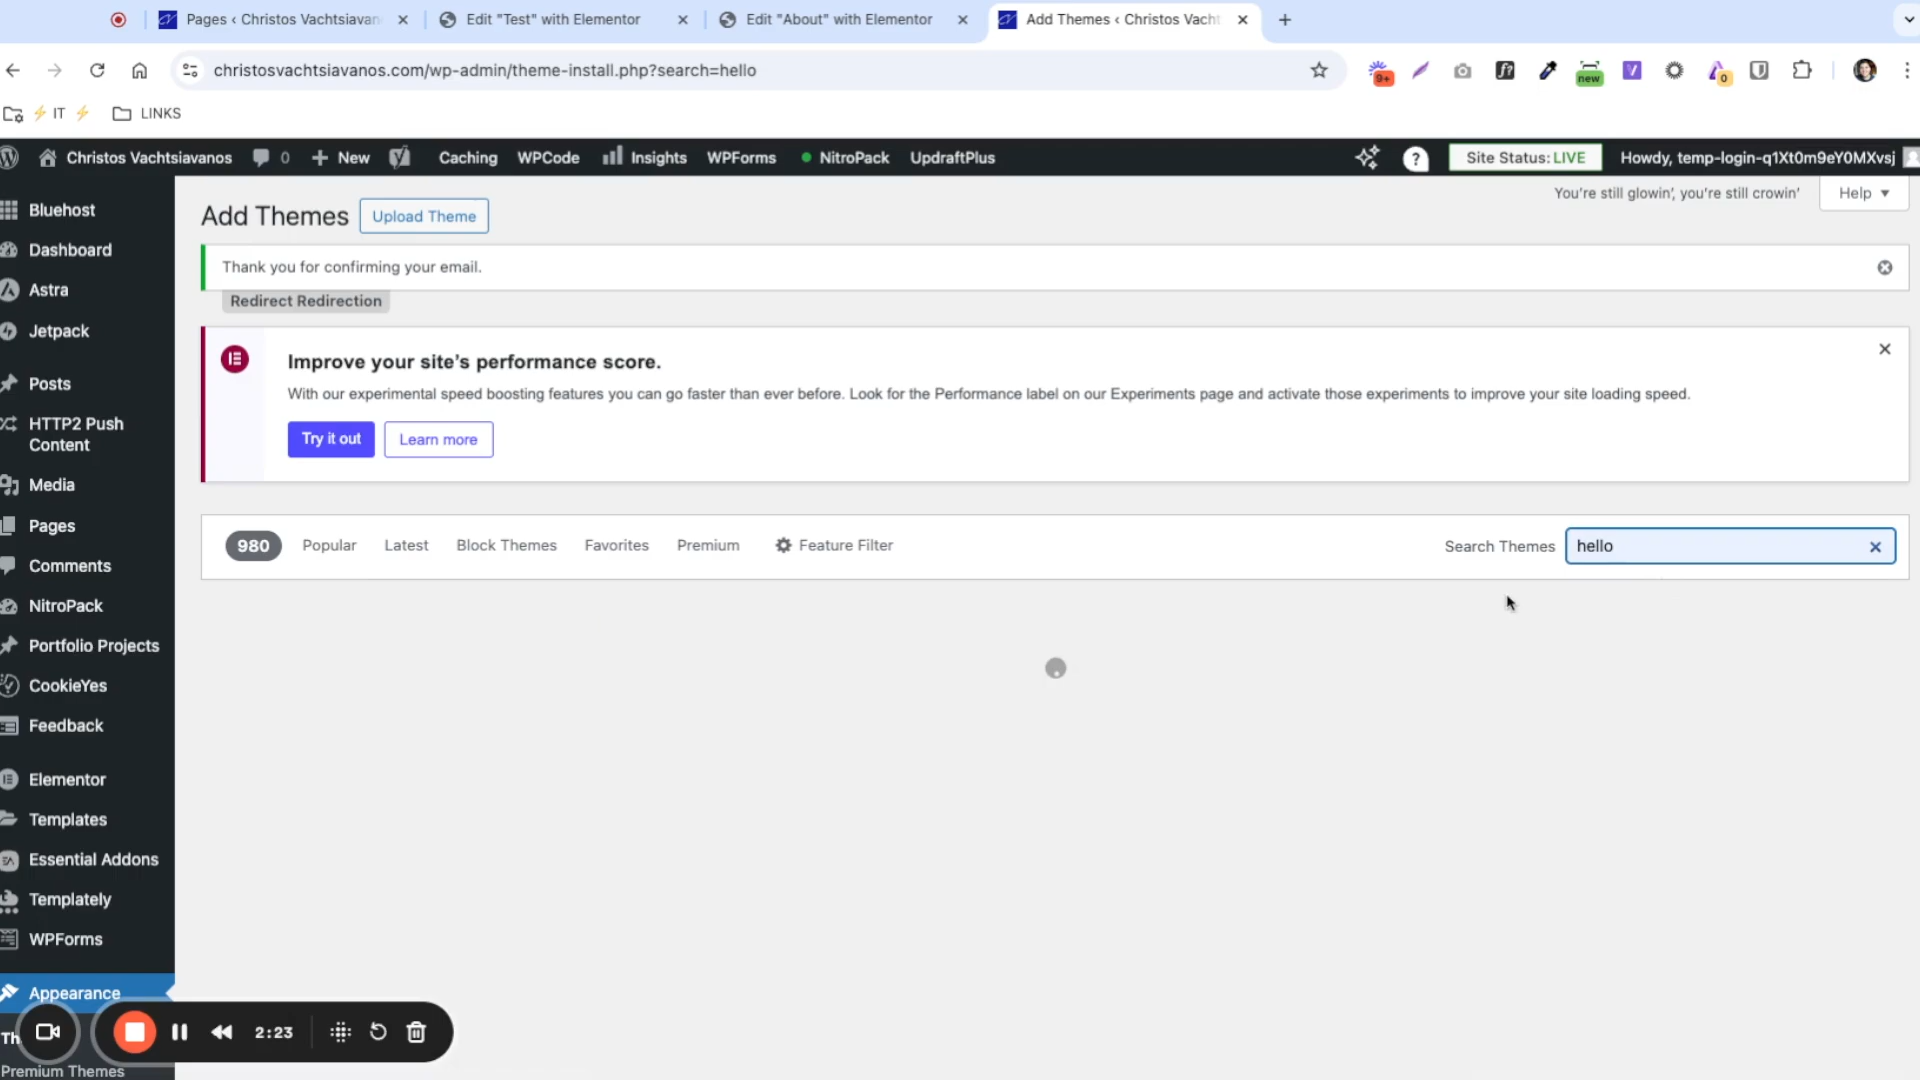 Pages ‹ Christos Vachtsiavan
Edit "Test" with Elementor
Edit "About" with Elementor
Add Themes ‹ Christos Vacht
christosvachtsiavanos.com/wp-admin/theme-install.php?search=hello
9+
f?
new
V
0
⚡ IT ⚡
LINKS
Christos Vachtsiavanos
0
New
Caching
WPCode
Insights
WPForms
NitroPack
UpdraftPlus
?
Site Status: LIVE
Howdy, temp-login-q1Xt0m9eY0MXvsj
Bluehost
Dashboard
Astra
Jetpack
Posts
HTTP2 Push
Content
Media
Pages
Comments
NitroPack
Portfolio Projects
CookieYes
Feedback
Elementor
Templates
Essential Addons
Templately
WPForms
Appearance
Th
Premium Themes
You're still glowin', you're still crowin'
Help
Add Themes
Upload Theme
Thank you for confirming your email.
Redirect Redirection
Improve your site's performance score.
With our experimental speed boosting features you can go faster than ever before. Look for the Performance label on our Experiments page and activate those experiments to improve your site loading speed.
Try it out
Learn more
980
Popular
Latest
Block Themes
Favorites
Premium
Feature Filter
Search Themes
hello
2:23